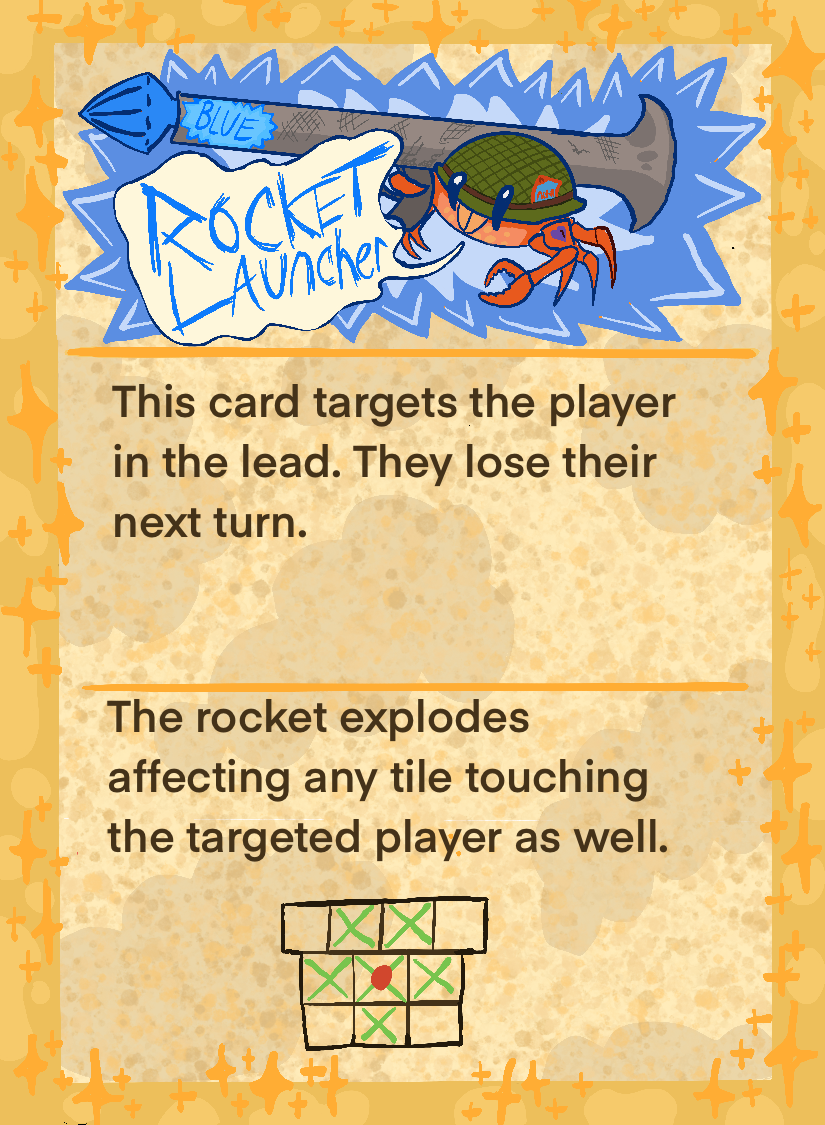 BLUE
ROCKET
LAuncher
This card targets the player
in the lead. They lose their
next turn.
The rocket explodes
affecting any tile touching
the targeted player as well.